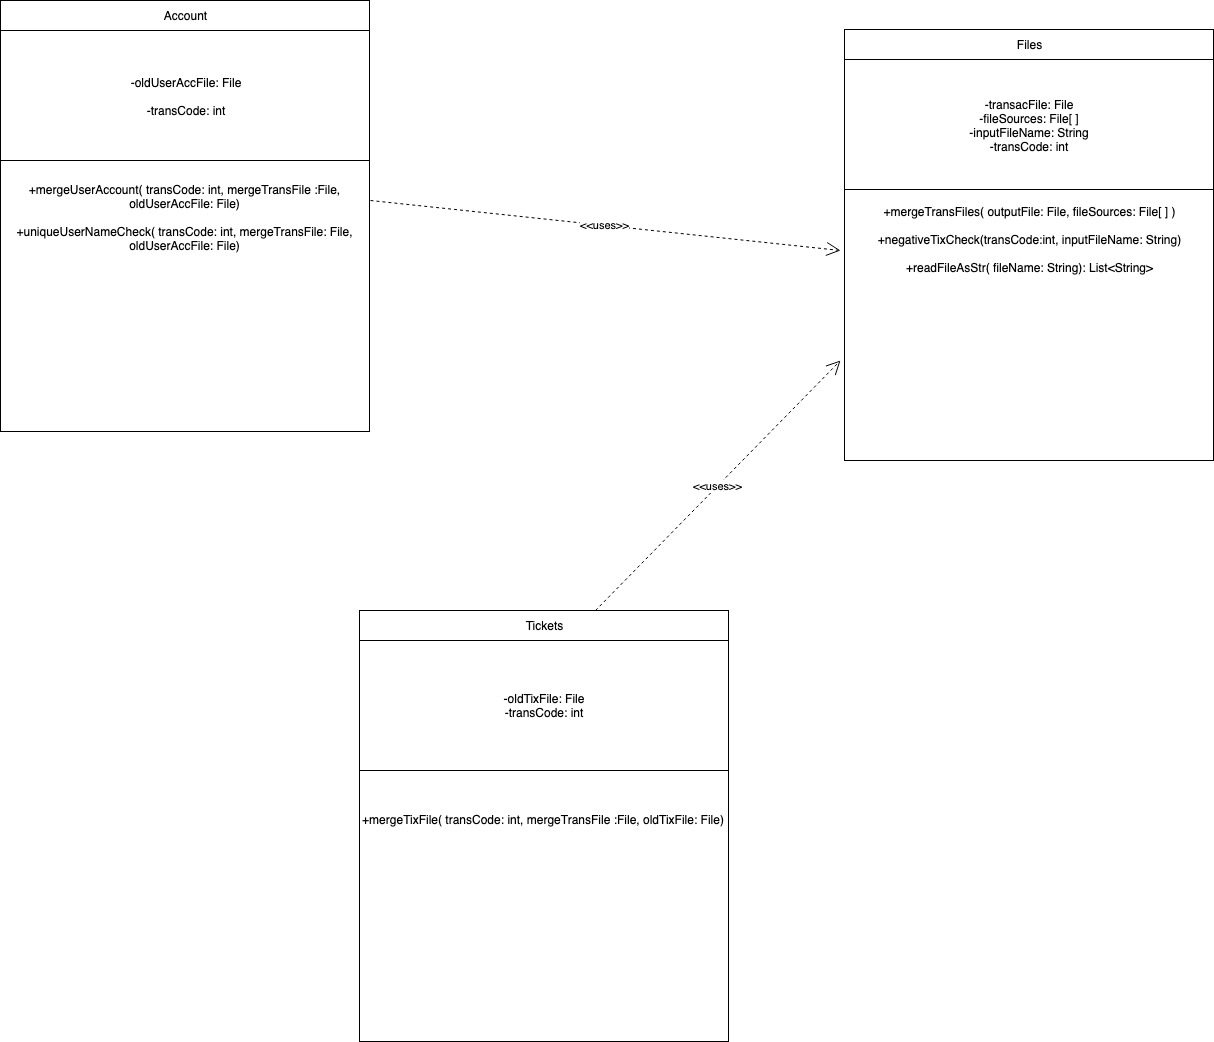 Account
-oldUserAccFile: File
-transCode: int
+mergeUserAccount( transCode: int, mergeTransFile :File,
oldUserAccFile: File)
+uniqueUserNameCheck( transCode: int, mergeTransFile: File,
oldUserAccFile: File)
<<uses>>
Files
-transacFile: File
-fileSources: File[ ]
-inputFileName: String
-transCode: int
+mergeTransFiles( outputFile: File, fileSources: File[ ] )
+negativeTixCheck(transCode:int, inputFileName: String)
+readFileAsStr( fileName: String): List<String>
<<uses>>
Tickets
-oldTixFile: File
-transCode: int
+mergeTixFile( transCode: int, mergeTransFile :File, oldTixFile: File)